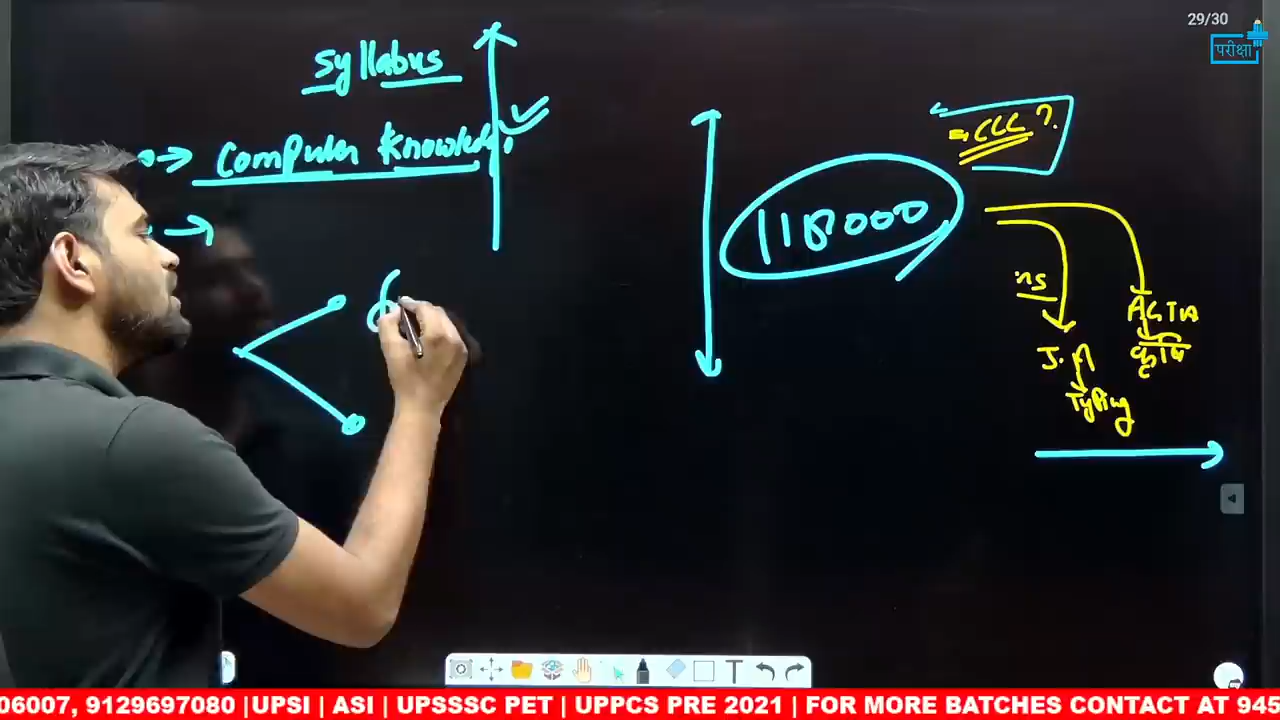 29/30
परीक्षा
Syllabus
Computer Knowledge
= CCC ?
118000
ns
J.A
Typing
06007, 9129697080 |UPSI | ASI | UPSSSC PET | UPPCS PRE 2021 | FOR MORE BATCHES CONTACT AT 945